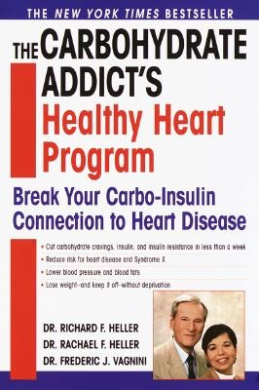 THE NEW YORK TIMES BESTSELLER
THE CARBOHYDRATE
ADDICT'S
Healthy Heart
Program
Break Your Carbo-Insulin
Connection to Heart Disease
• Cut carbohydrate cravings, insulin, and insulin resistance in less than a week
• Reduce risk for heart disease and Syndrome X
• Lower blood pressure and blood fats
• Lose weight–and keep it off–without deprivation
DR. RICHARD F. HELLER
DR. RACHAEL F. HELLER
DR. FREDERIC J. VAGNINI